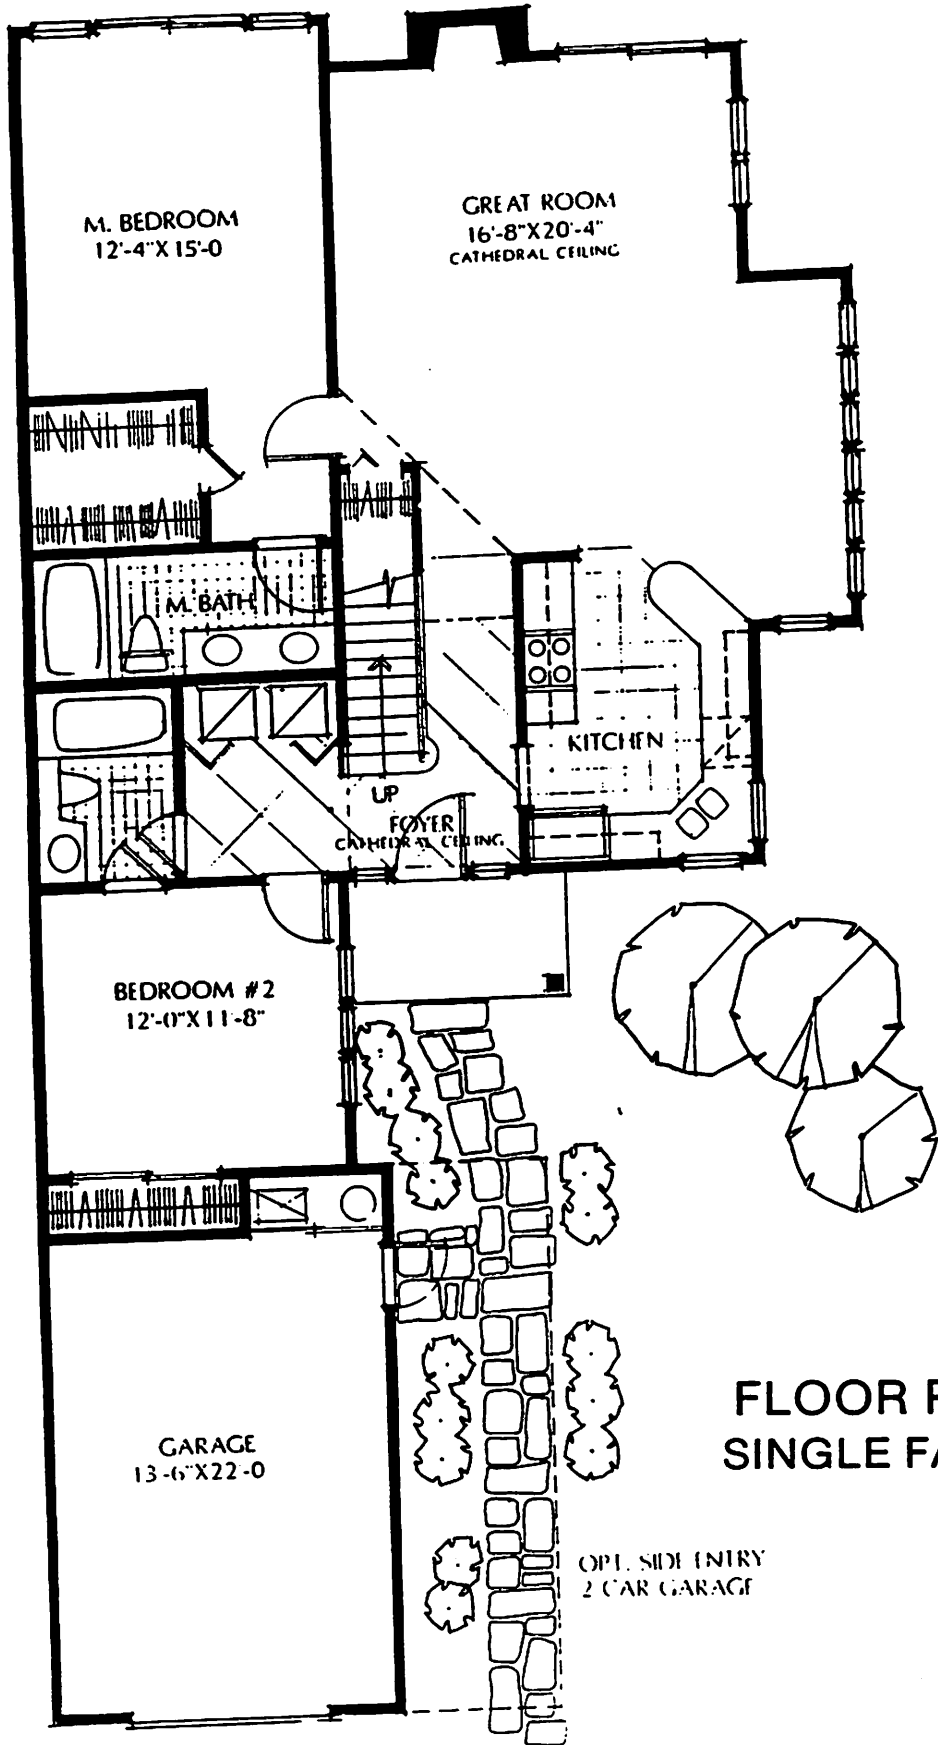 M. BEDROOM
12'-4"X15'-0
GREAT ROOM
16'-8"X20'-4"
CATHEDRAL CEILING
M. BATH
KITCHEN
UP
FOYER
CATHEDRAL CEILING
BEDROOM #2
12'-0"X11'-8"
FLOOR
SINGLE
GARAGE
13-6"X22'-0
OPT. SIDE ENTRY
2 CAR GARAGE